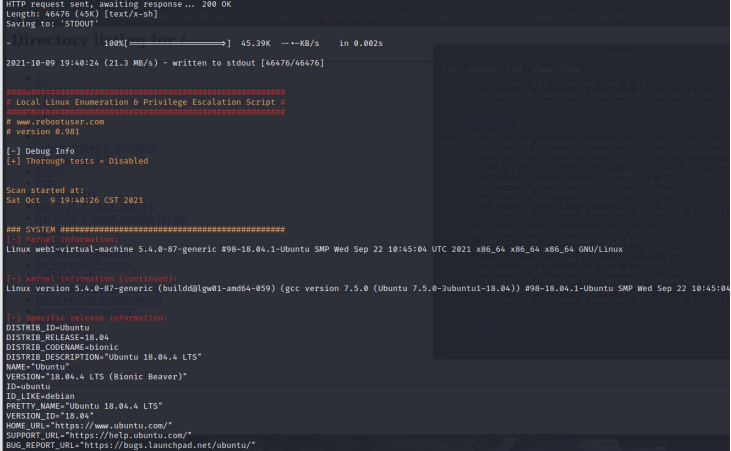 HTTP request sent, awaiting response... 200 OK
Length: 46476 (45K) [text/x-sh]
Saving to: ‘STDOUT’
Directory listing for /
- 100%[===================>] 45.39K --.-KB/s in 0.002s
2021-10-09 19:40:24 (21.3 MB/s) - written to stdout [46476/46476]
File Actions Edit View Help
#########################################################
# Local Linux Enumeration & Privilege Escalation Script #
#########################################################
# www.rebootuser.com
# version 0.981
[-] Debug Info
[+] Thorough tests = Disabled
Scan started at:
Sat Oct 9 19:40:26 CST 2021
### SYSTEM ##############################################
[-] Kernel information:
Linux web1-virtual-machine 5.4.0-87-generic #98~18.04.1-Ubuntu SMP Wed Sep 22 10:45:04 UTC 2021 x86_64 x86_64 x86_64 GNU/Linux
[-] Kernel information (continued):
Linux version 5.4.0-87-generic (buildd@lgw01-amd64-059) (gcc version 7.5.0 (Ubuntu 7.5.0-3ubuntu1~18.04)) #98~18.04.1-Ubuntu SMP Wed Sep 22 10:45:04
[-] Specific release information:
DISTRIB_ID=Ubuntu
DISTRIB_RELEASE=18.04
DISTRIB_CODENAME=bionic
DISTRIB_DESCRIPTION="Ubuntu 18.04.4 LTS"
NAME="Ubuntu"
VERSION="18.04.4 LTS (Bionic Beaver)"
ID=ubuntu
ID_LIKE=debian
PRETTY_NAME="Ubuntu 18.04.4 LTS"
VERSION_ID="18.04"
HOME_URL="https://www.ubuntu.com/"
SUPPORT_URL="https://help.ubuntu.com/"
BUG_REPORT_URL="https://bugs.launchpad.net/ubuntu/"